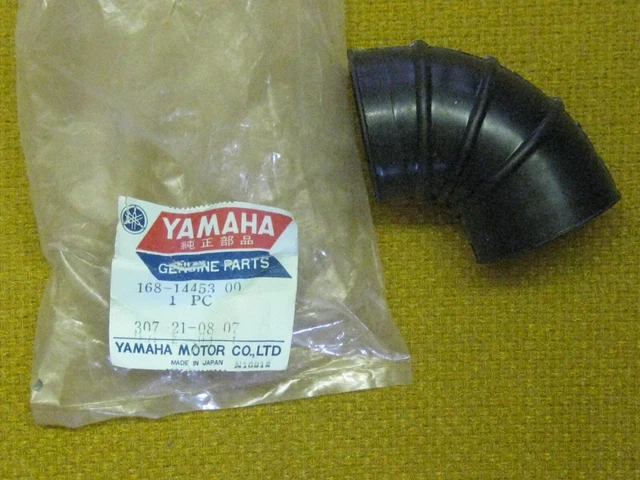 YAMAHA
純正部品
GENUINE PARTS
168-14453 00
1 PC
307 21-08 07
YAMAHA MOTOR CO.,LTD
MADE IN JAPAN